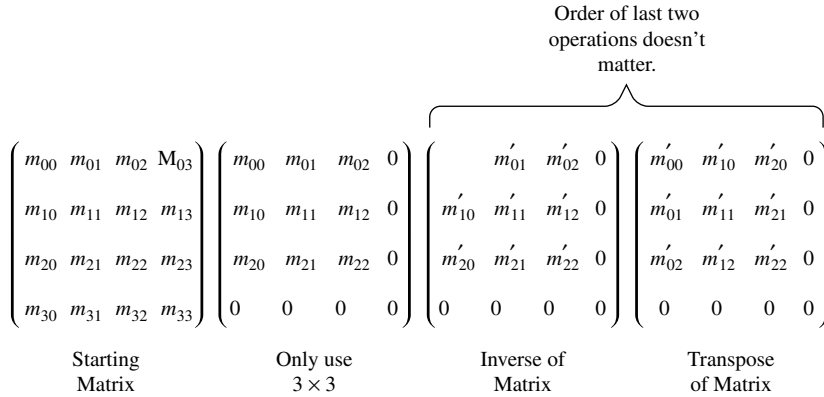 Order of last two
operations doesn't
matter.
m00 m01 m02 M03 m00 m01 m02 0 m′01 m′02 0 m′00 m′10 m′20 0
m10 m11 m12 m13 m10 m11 m12 0 m′10 m′11 m′12 0 m′01 m′11 m′21 0
m20 m21 m22 m23 m20 m21 m22 0 m′20 m′21 m′22 0 m′02 m′12 m′22 0
m30 m31 m32 m33 0 0 0 0 0 0 0 0 0 0 0 0
Starting Only use Inverse of Transpose
Matrix 3 × 3 Matrix of Matrix